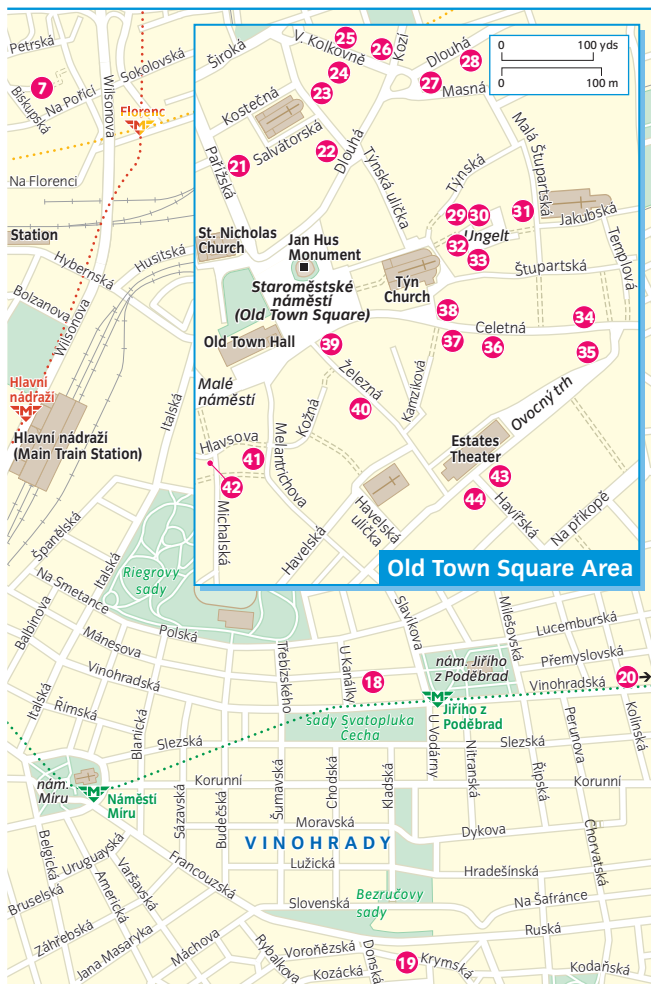 Petrská
7
Biskupská
Na Poříčí
Sokolovská
Wilsonova
M
Florenc
Na Florenci
Station
Hybernská
Husitská
Bolzanova
Wilsonova
Hlavní
nádraží
M
Hlavní nádraží
(Main Train Station)
Italská
Široká
V. Kolkovně
25
26
Kozí
Dlouhá
28
0
100 yds
0
100 m
24
23
27
Masná
Kostečná
Salvátorská
22
Dlouhá
21
Pařížská
Týnská ulička
Týnská
Malá Štupartská
29
30
31
Jakubská
Ungelt
32
33
Templová
St. Nicholas
Church
Jan Hus
Monument
Staroměstské
náměstí
(Old Town Square)
Týn
Church
Štupartská
38
Celetná
34
37
36
35
Old Town Hall
39
Malé
náměstí
Železná
Kamzíková
Ovocný trh
40
Kožná
Hlavsova
41
42
Melantrichova
Michalská
Estates
Theater
43
44
Havelská
Havelská
ulička
Havířská
Na příkopě
Old Town Square Area
Španělská
Italská
Na Smetance
Balbínova
Riegrovy
sady
Polská
Mánesova
Vinohradská
Italská
Římská
Blanická
Slezská
Třebízského
U Kanálky
18
Slavíkova
Milešovská
Lucemburská
nám. Jiřího
z Poděbrad
Přemyslovská
Vinohradská
20
M
Jiřího z
Poděbrad
sady Svatopluka
Čecha
Kolínská
U Vodárny
Nitranská
Slezská
Řipská
Perunova
Korunní
nám.
Míru
M
Náměstí
Míru
Korunní
Sázavská
Budečská
Šumavská
Chodská
Kladská
Moravská
VINOHRADY
Dykova
Chorvatská
Lužická
Hradešínská
Belgická
Uruguayská
Varšavská
Francouzská
Bruselská
Americká
Slovenská
Bezručovy
sady
Na Šafránce
Ruská
Záhřebská
Jana Masaryka
Máchova
Rybalkova
Voroněžská
Kozácká
Donská
19
Krymská
Kodaňská